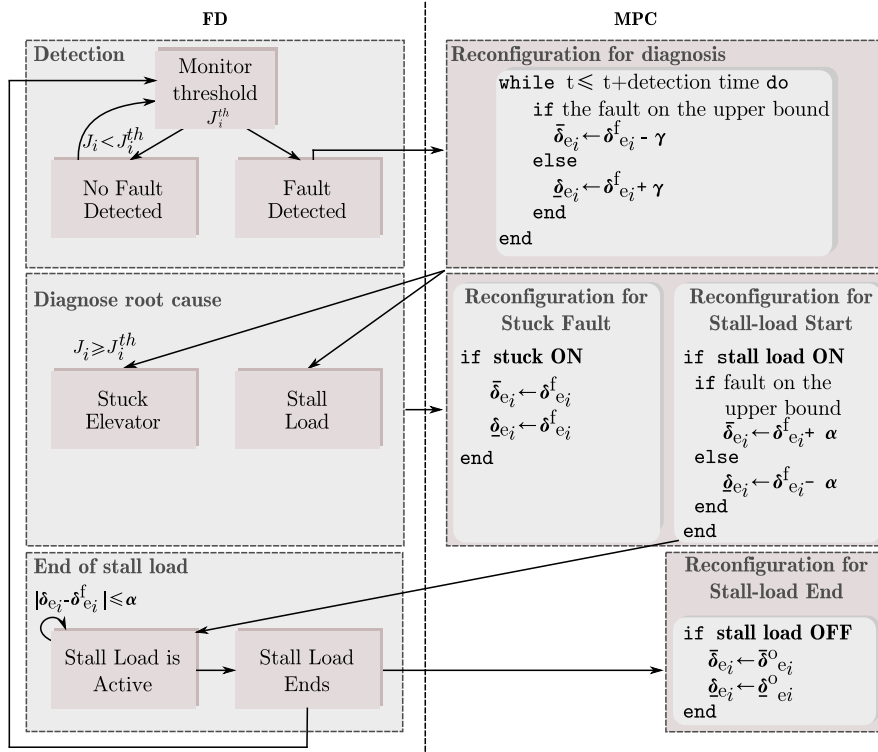 FD
MPC
Detection
Monitor
threshold
J_i^{th}
J_i<J_i^{th}
No Fault
Detected
Fault
Detected
Reconfiguration for diagnosis
while t⩽ t+detection time do
if the fault on the upper bound
δ̄_{e_i}←δ^f_{e_i} - γ
else
δ̲_{e_i}←δ^f_{e_i}+ γ
end
end
Diagnose root cause
J_i⩾J_i^{th}
Stuck
Elevator
Stall
Load
Reconfiguration for
Stuck Fault
if stuck ON
δ̄_{e_i}←δ^f_{e_i}
δ̲_{e_i}←δ^f_{e_i}
end
Reconfiguration for
Stall-load Start
if stall load ON
if fault on the
upper bound
δ̄_{e_i}←δ^f_{e_i}+ α
else
δ̲_{e_i}←δ^f_{e_i}- α
end
end
End of stall load
|δ_{e_i}-δ^f_{e_i}|⩽α
Stall Load is
Active
Stall Load
Ends
Reconfiguration for
Stall-load End
if stall load OFF
δ̄_{e_i}←δ̄^o_{e_i}
δ̲_{e_i}←δ̲^o_{e_i}
end